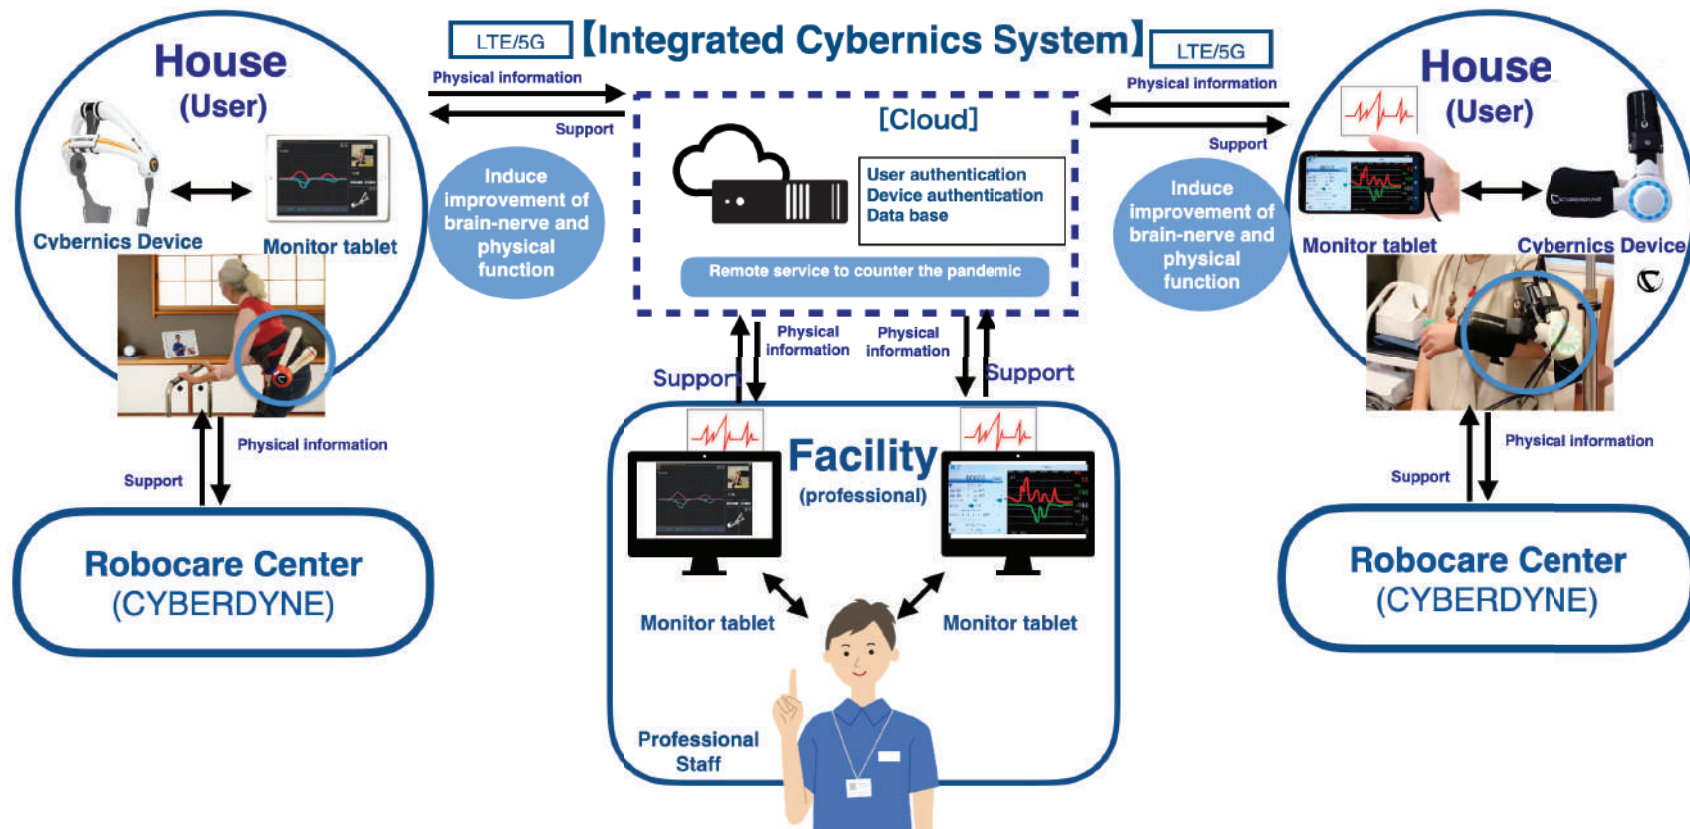 LTE/5G
【Integrated Cybernics System】
LTE/5G
House
(User)
Cybernics Device
Monitor tablet
Physical information
Support
Induce
improvement of
brain-nerve and
physical
function
[Cloud]
User authentication
Device authentication
Data base
Remote service to counter the pandemic
Physical information
Support
Induce
improvement of
brain-nerve and
physical
function
House
(User)
Monitor tablet
Cybernics Device
CYBERDYNE
Physical
information
Support
Physical
information
Support
Physical information
Support
Robocare Center
(CYBERDYNE)
Facility
(professional)
Monitor tablet
Monitor tablet
Professional
Staff
Physical information
Support
Robocare Center
(CYBERDYNE)